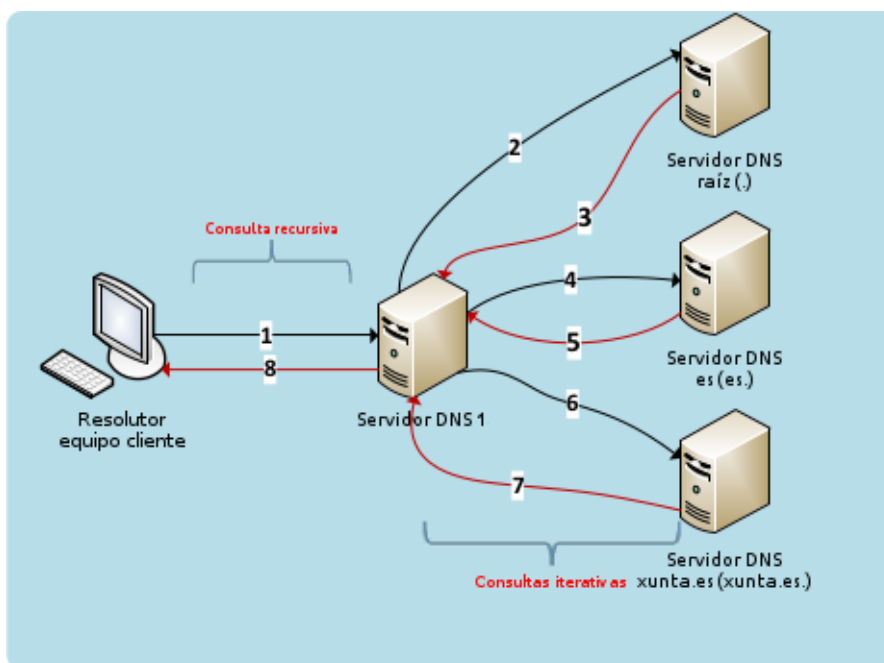 2
Servidor DNS
raíz (.)
3
Consulta recursiva
4
1
5
Servidor DNS
es (es.)
8
6
Resolutor
equipo cliente
Servidor DNS 1
7
Servidor DNS
xunta.es (xunta.es.)
Consultas iterativas